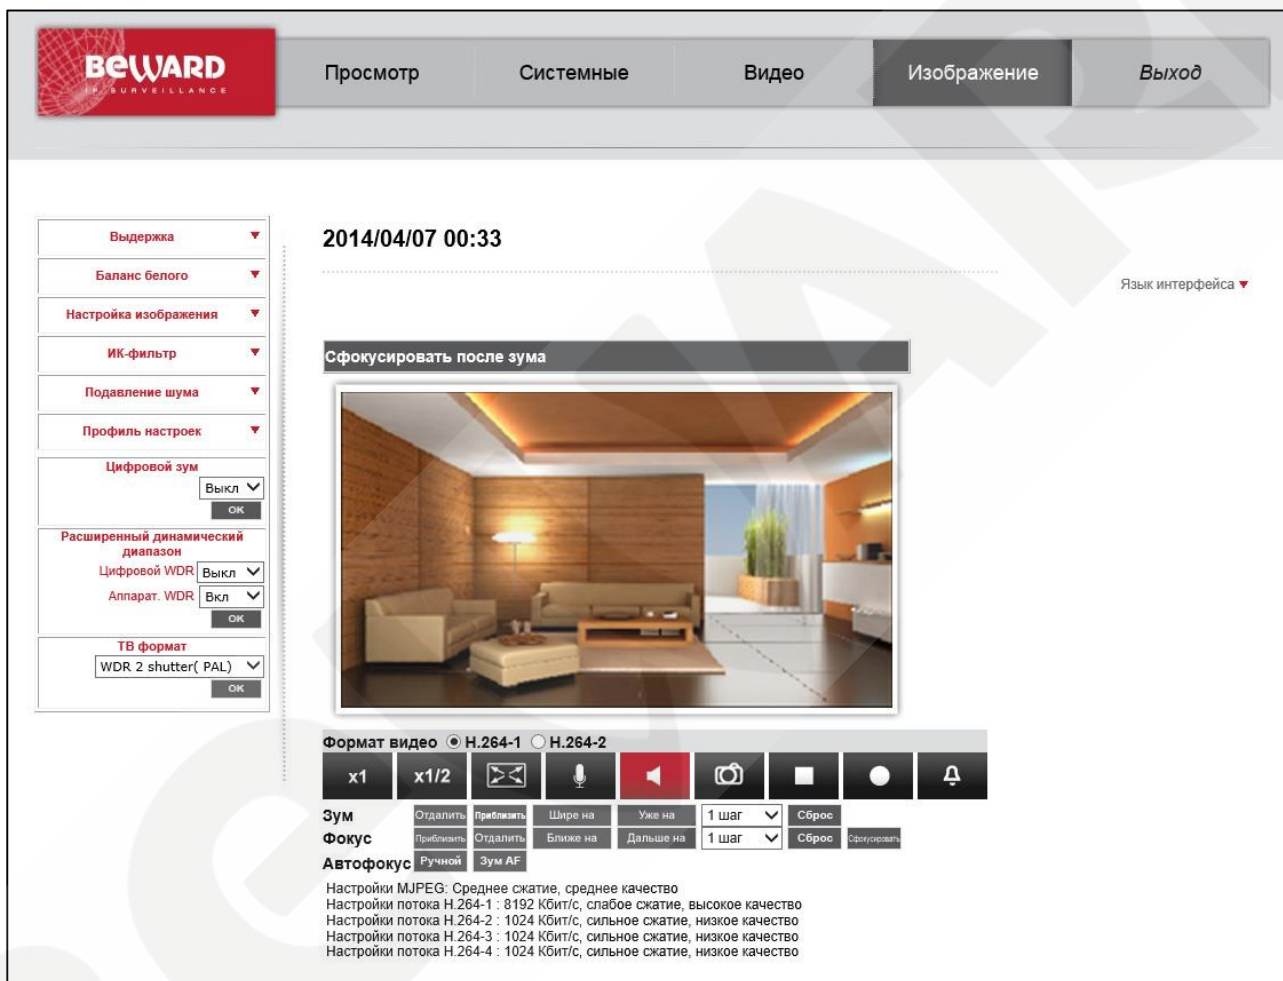 BEWARD
IP SURVEILLANCE
Просмотр
Системные
Видео
Изображение
Выход
Выдержка
Баланс белого
Настройка изображения
ИК-фильтр
Подавление шума
Профиль настроек
Цифровой зум
Выкл
ОК
Расширенный динамический
диапазон
Цифровой WDR Выкл
Аппарат. WDR Вкл
ОК
ТВ формат
WDR 2 shutter( PAL)
ОК
2014/04/07 00:33
Язык интерфейса
Сфокусировать после зума
Формат видео H.264-1 H.264-2
x1 x1/2
Зум Отдалить Приблизить Шире на Уже на 1 шаг Сброс
Фокус Приблизить Отдалить Ближе на Дальше на 1 шаг Сброс Сфокусировать
Автофокус Ручной Зум AF
Настройки MJPEG: Среднее сжатие, среднее качество
Настройки потока H.264-1 : 8192 Кбит/с, слабое сжатие, высокое качество
Настройки потока H.264-2 : 1024 Кбит/с, сильное сжатие, низкое качество
Настройки потока H.264-3 : 1024 Кбит/с, сильное сжатие, низкое качество
Настройки потока H.264-4 : 1024 Кбит/с, сильное сжатие, низкое качество